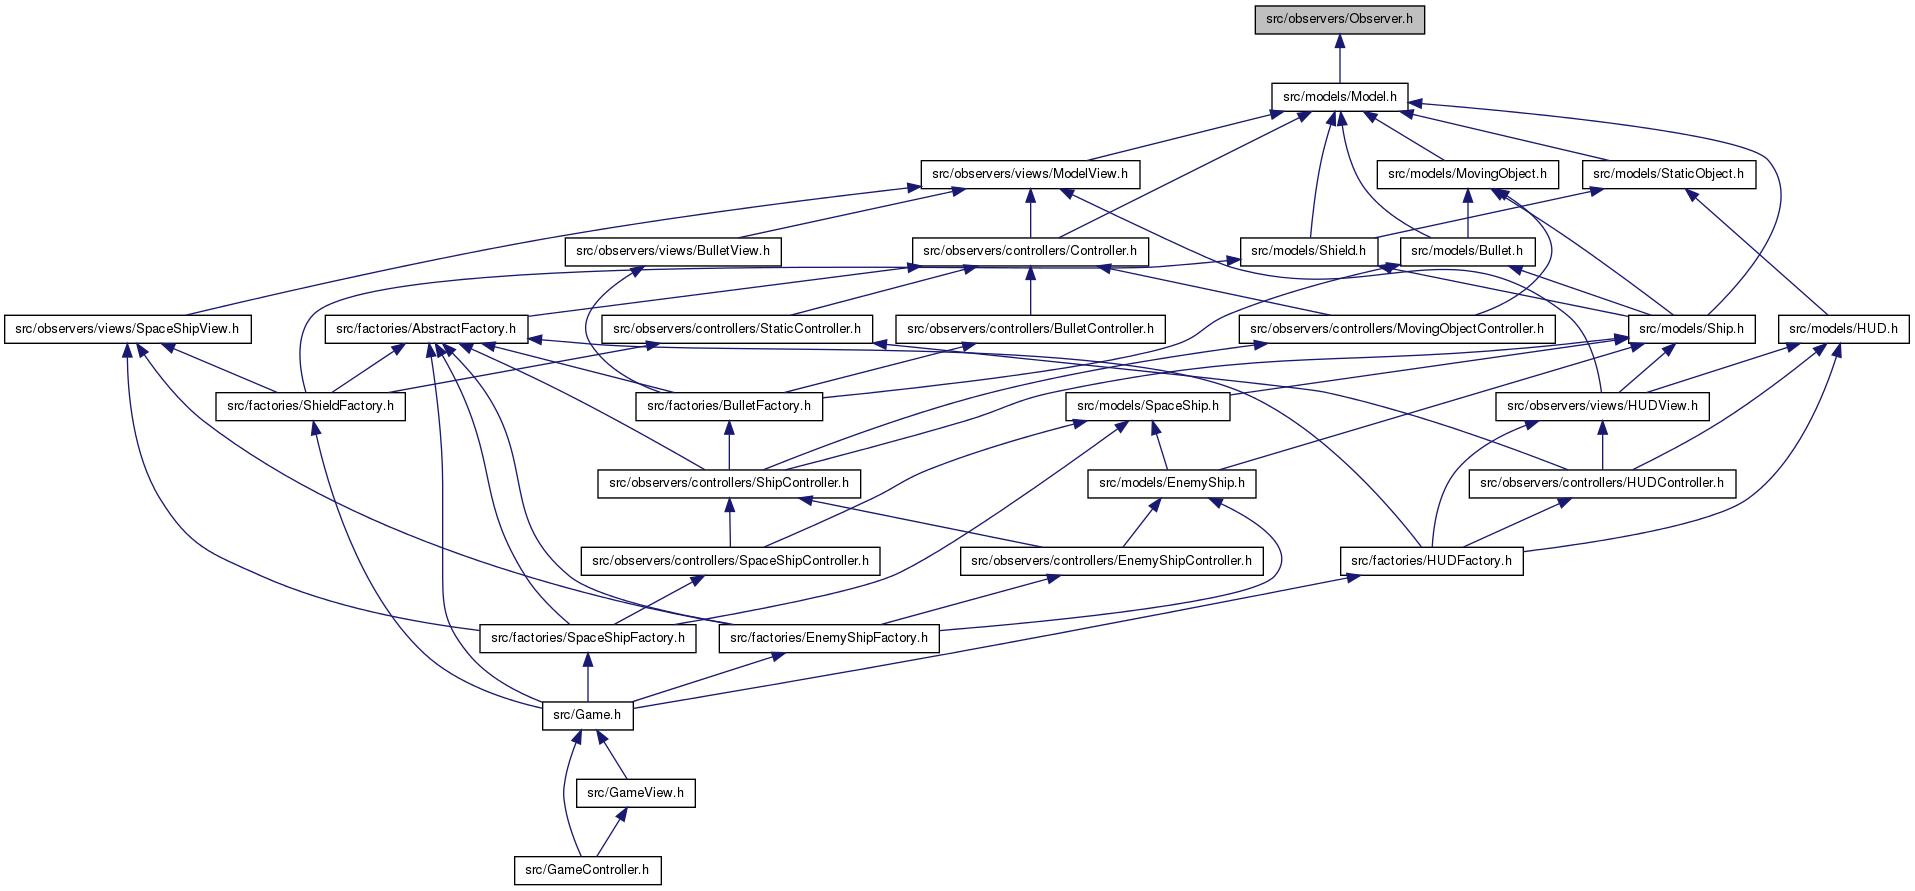 src/observers/Observer.h
src/models/Model.h
src/observers/views/ModelView.h
src/models/MovingObject.h
src/models/StaticObject.h
src/observers/views/BulletView.h
src/observers/controllers/Controller.h
src/models/Shield.h
src/models/Bullet.h
src/observers/views/SpaceShipView.h
src/factories/AbstractFactory.h
src/observers/controllers/StaticController.h
src/observers/controllers/BulletController.h
src/observers/controllers/MovingObjectController.h
src/models/Ship.h
src/models/HUD.h
src/factories/ShieldFactory.h
src/factories/BulletFactory.h
src/models/SpaceShip.h
src/observers/views/HUDView.h
src/observers/controllers/ShipController.h
src/models/EnemyShip.h
src/observers/controllers/HUDController.h
src/observers/controllers/SpaceShipController.h
src/observers/controllers/EnemyShipController.h
src/factories/HUDFactory.h
src/factories/SpaceShipFactory.h
src/factories/EnemyShipFactory.h
src/Game.h
src/GameView.h
src/GameController.h